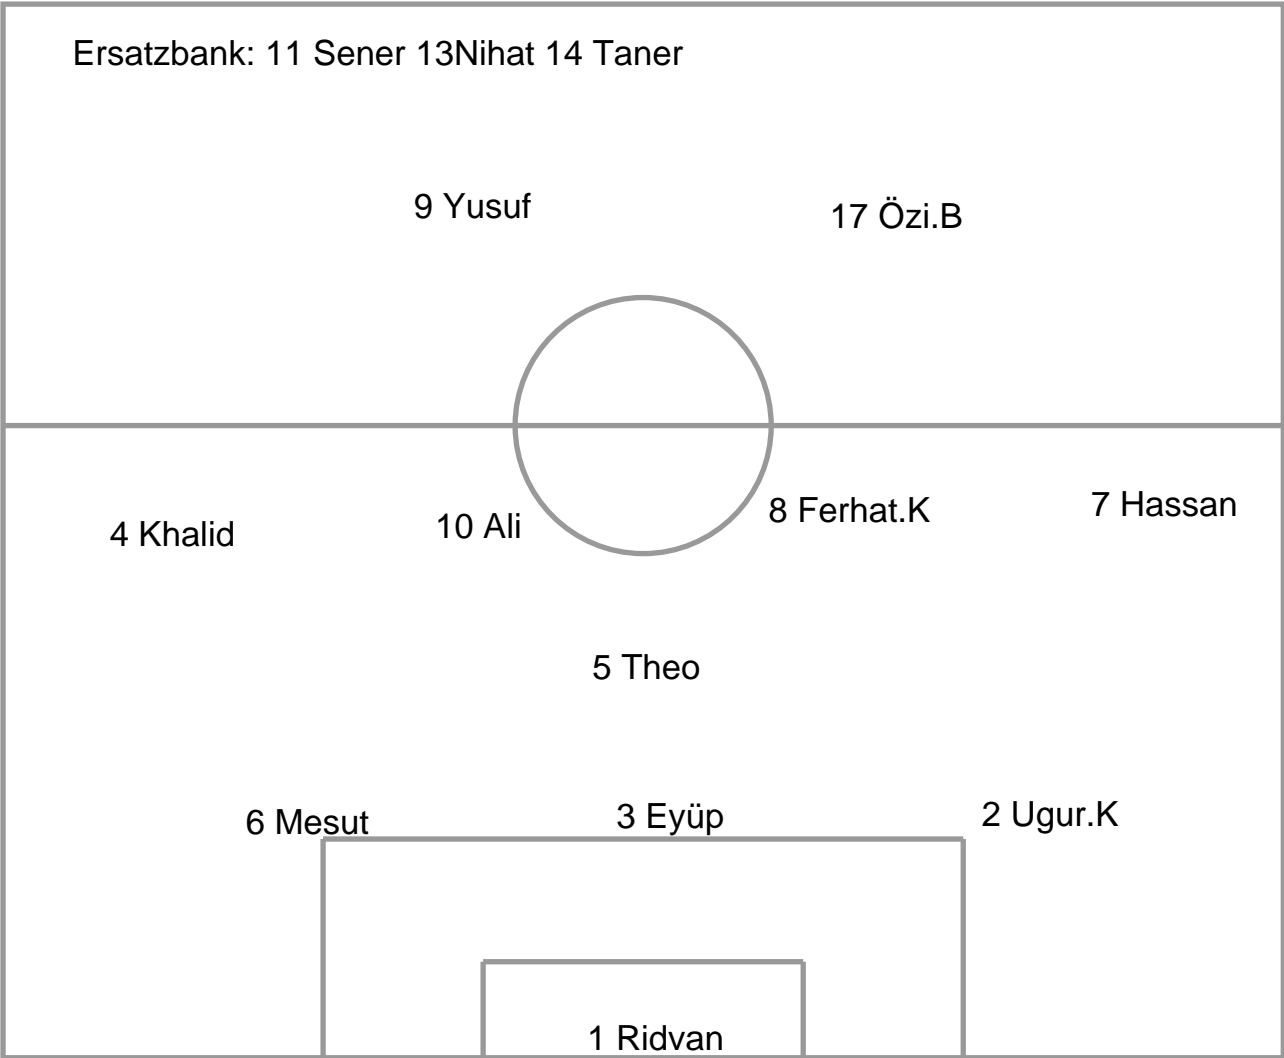 Ersatzbank: 11 Sener 13Nihat 14 Taner
9 Yusuf
17 Özi.B
4 Khalid
10 Ali
8 Ferhat.K
7 Hassan
5 Theo
6 Mesut
3 Eyüp
2 Ugur.K
1 Ridvan